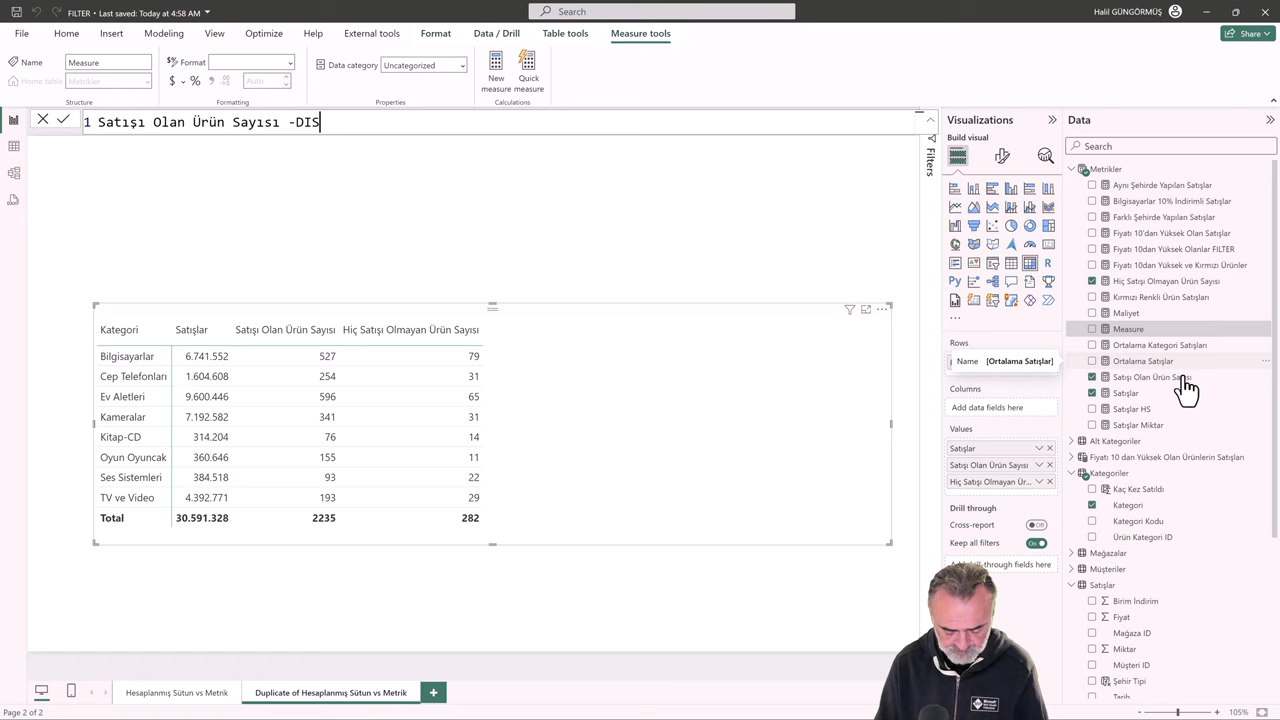 FILTER • Last saved: Today at 4:58 AM
Search
Halil GÜNGÖRMÜŞ
File
Home
Insert
Modeling
View
Optimize
Help
External tools
Format
Data / Drill
Table tools
Measure tools
Share
Name
Measure
Home table
Metrikler
Structure
Format
$ % Auto
Formatting
Data category
Uncategorized
Properties
New measure
Quick measure
Calculations
1 Satışı Olan Ürün Sayısı -DIS
Filters
Kategori Satışlar Satışı Olan Ürün Sayısı Hiç Satışı Olmayan Ürün Sayısı
Bilgisayarlar 6.741.552 527 79
Cep Telefonları 1.604.608 254 31
Ev Aletleri 9.600.446 596 65
Kameralar 7.192.582 341 31
Kitap-CD 314.204 76 14
Oyun Oyuncak 360.646 155 11
Ses Sistemleri 384.518 93 22
TV ve Video 4.392.771 193 29
Total 30.591.328 2235 282
Visualizations
Build visual
R
Py
Rows
Name [Ortalama Satışlar]
Columns
Add data fields here
Values
Satışlar
Satışı Olan Ürün Sayısı
Hiç Satışı Olmayan Ür...
Drill through
Cross-report
Off
Keep all filters
On
Add drill-through fields here
Data
Search
Metrikler
Aynı Şehirde Yapılan Satışlar
Bilgisayarlar 10% İndirimli Satışlar
Farklı Şehirde Yapılan Satışlar
Fiyatı 10'dan Yüksek Olan Satışlar
Fiyatı 10dan Yüksek Olanlar FILTER
Fiyatı 10dan Yüksek ve Kırmızı Ürünler
Hiç Satışı Olmayan Ürün Sayısı
Kırmızı Renkli Ürün Satışları
Maliyet
Measure
Ortalama Kategori Satışları
Ortalama Satışlar
Satışı Olan Ürün Sayısı
Satışlar
Satışlar HS
Satışlar Miktar
Alt Kategoriler
Fiyatı 10 dan Yüksek Olan Ürünlerin Satışları
Kategoriler
Kaç Kez Satıldı
Kategori
Kategori Kodu
Ürün Kategori ID
Mağazalar
Müşteriler
Satışlar
Birim İndirim
Fiyat
Mağaza ID
Miktar
Müşteri ID
Şehir Tipi
Tarih
Hesaplanmış Sütun vs Metrik
Duplicate of Hesaplanmış Sütun vs Metrik
Page 2 of 2
105%